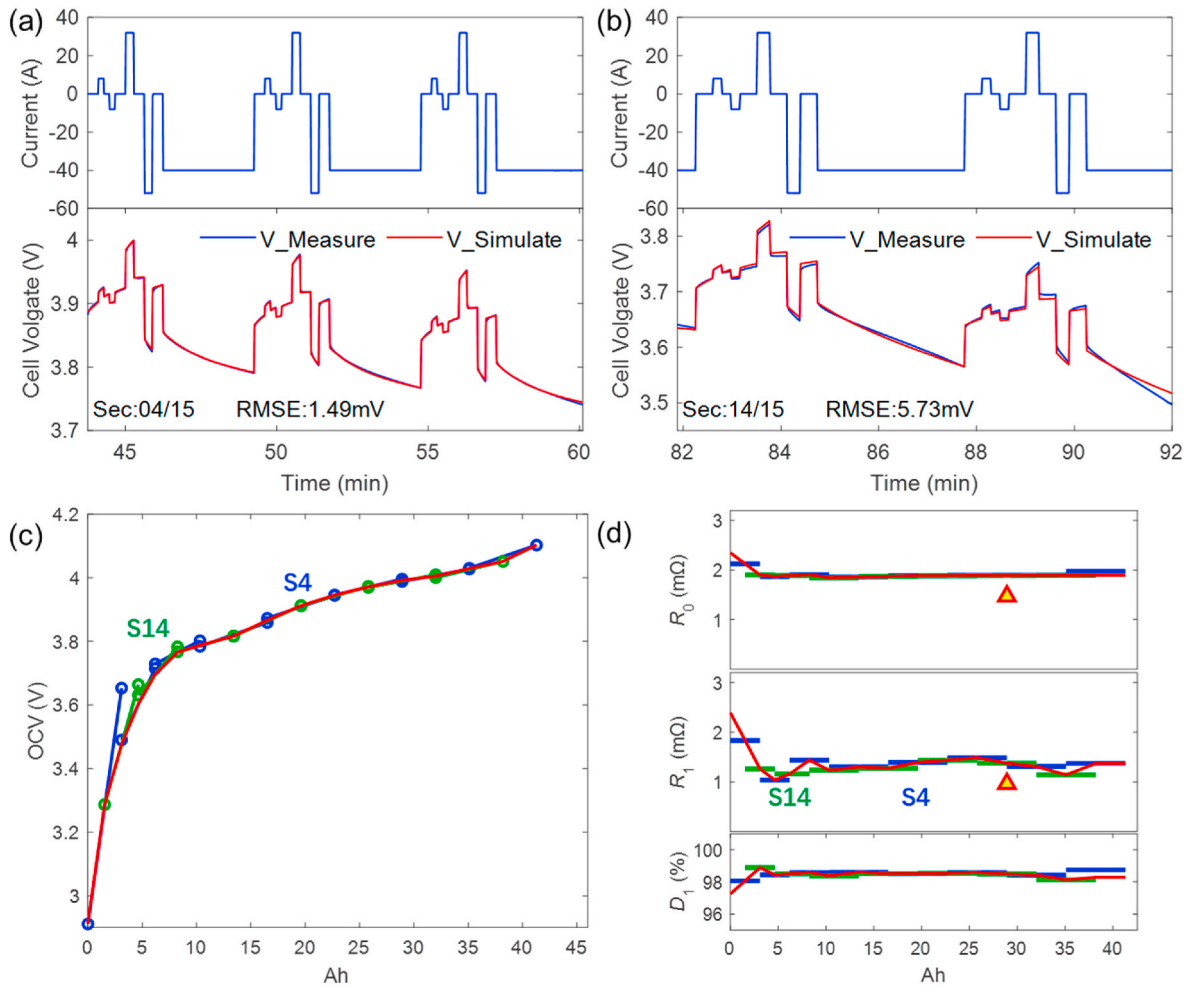 (a)
40
20
0
-20
-40
-60
Current (A)
4
3.9
3.8
3.7
Cell Volgate (V)
V_Measure
V_Simulate
Sec:04/15
RMSE:1.49mV
45
50
55
60
Time (min)
(b)
40
20
0
-20
-40
-60
Current (A)
3.8
3.7
3.6
3.5
Cell Volgate (V)
V_Measure
V_Simulate
Sec:14/15
RMSE:5.73mV
82
84
86
88
90
92
Time (min)
(c)
4.2
4
3.8
3.6
3.4
3.2
3
OCV (V)
S14
S4
0
5
10
15
20
25
30
35
40
45
Ah
(d)
3
2
1
R0 (mΩ)
3
2
1
R1 (mΩ)
S14
S4
100
98
96
D1 (%)
0
5
10
15
20
25
30
35
40
Ah